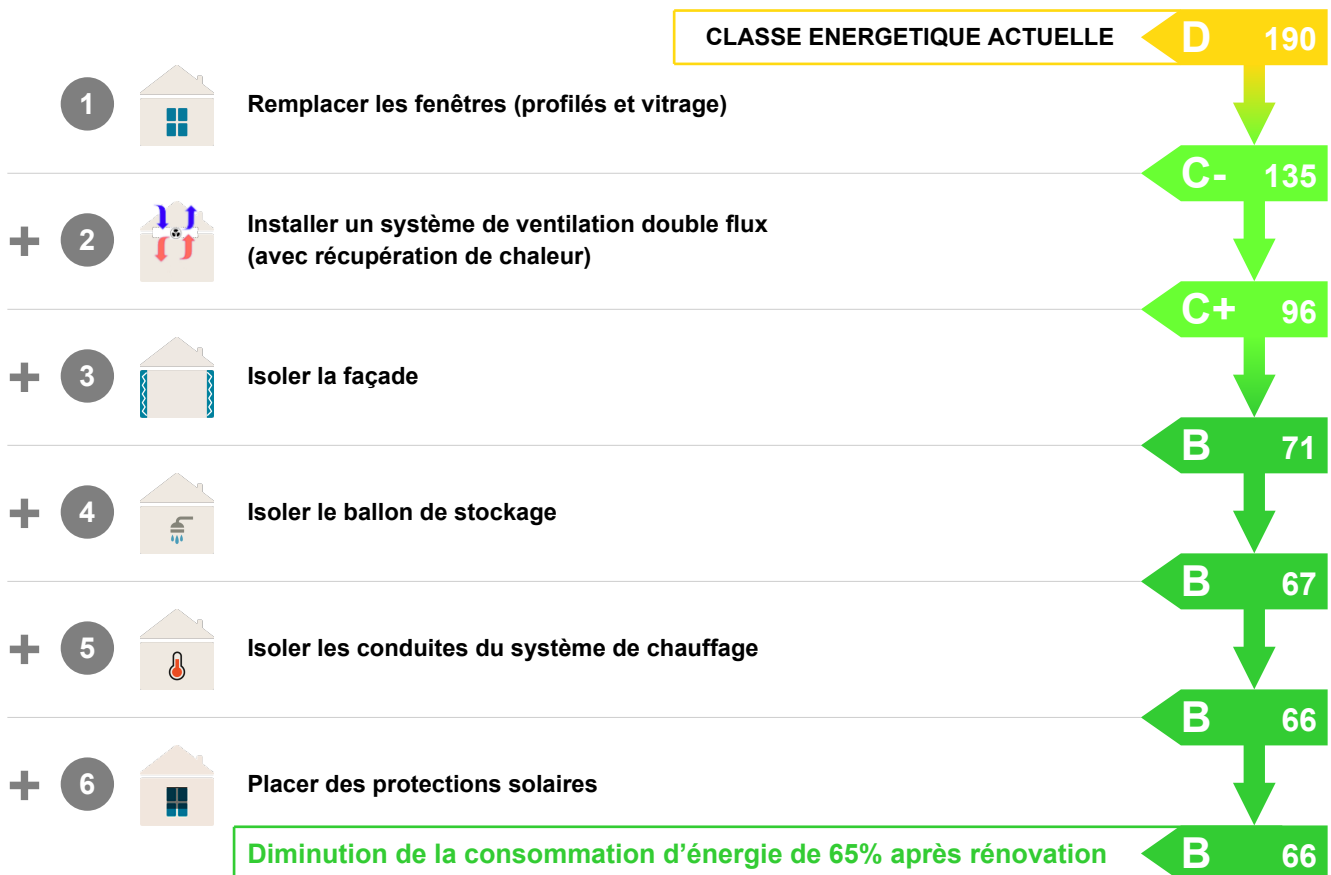 CLASSE ENERGETIQUE ACTUELLE D 190
1 Remplacer les fenêtres (profilés et vitrage)
C- 135
+ 2 Installer un système de ventilation double flux
(avec récupération de chaleur)
C+ 96
+ 3 Isoler la façade
B 71
+ 4 Isoler le ballon de stockage
B 67
+ 5 Isoler les conduites du système de chauffage
B 66
+ 6 Placer des protections solaires
Diminution de la consommation d’énergie de 65% après rénovation B 66